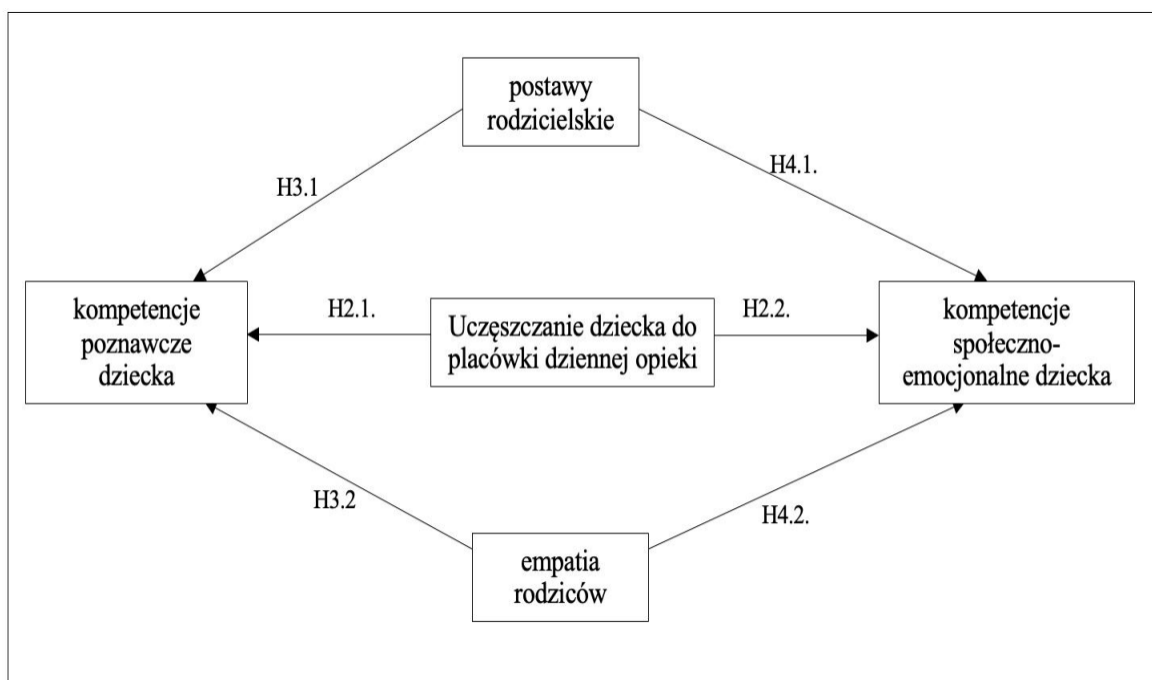 postawy
rodzicielskie
H3.1
H4.1.
kompetencje
poznawcze
dziecka
H2.1.
Uczęszczanie dziecka do
placówki dziennej opieki
H2.2.
kompetencje
społeczno-
emocjonalne dziecka
H3.2
H4.2.
empatia
rodziców